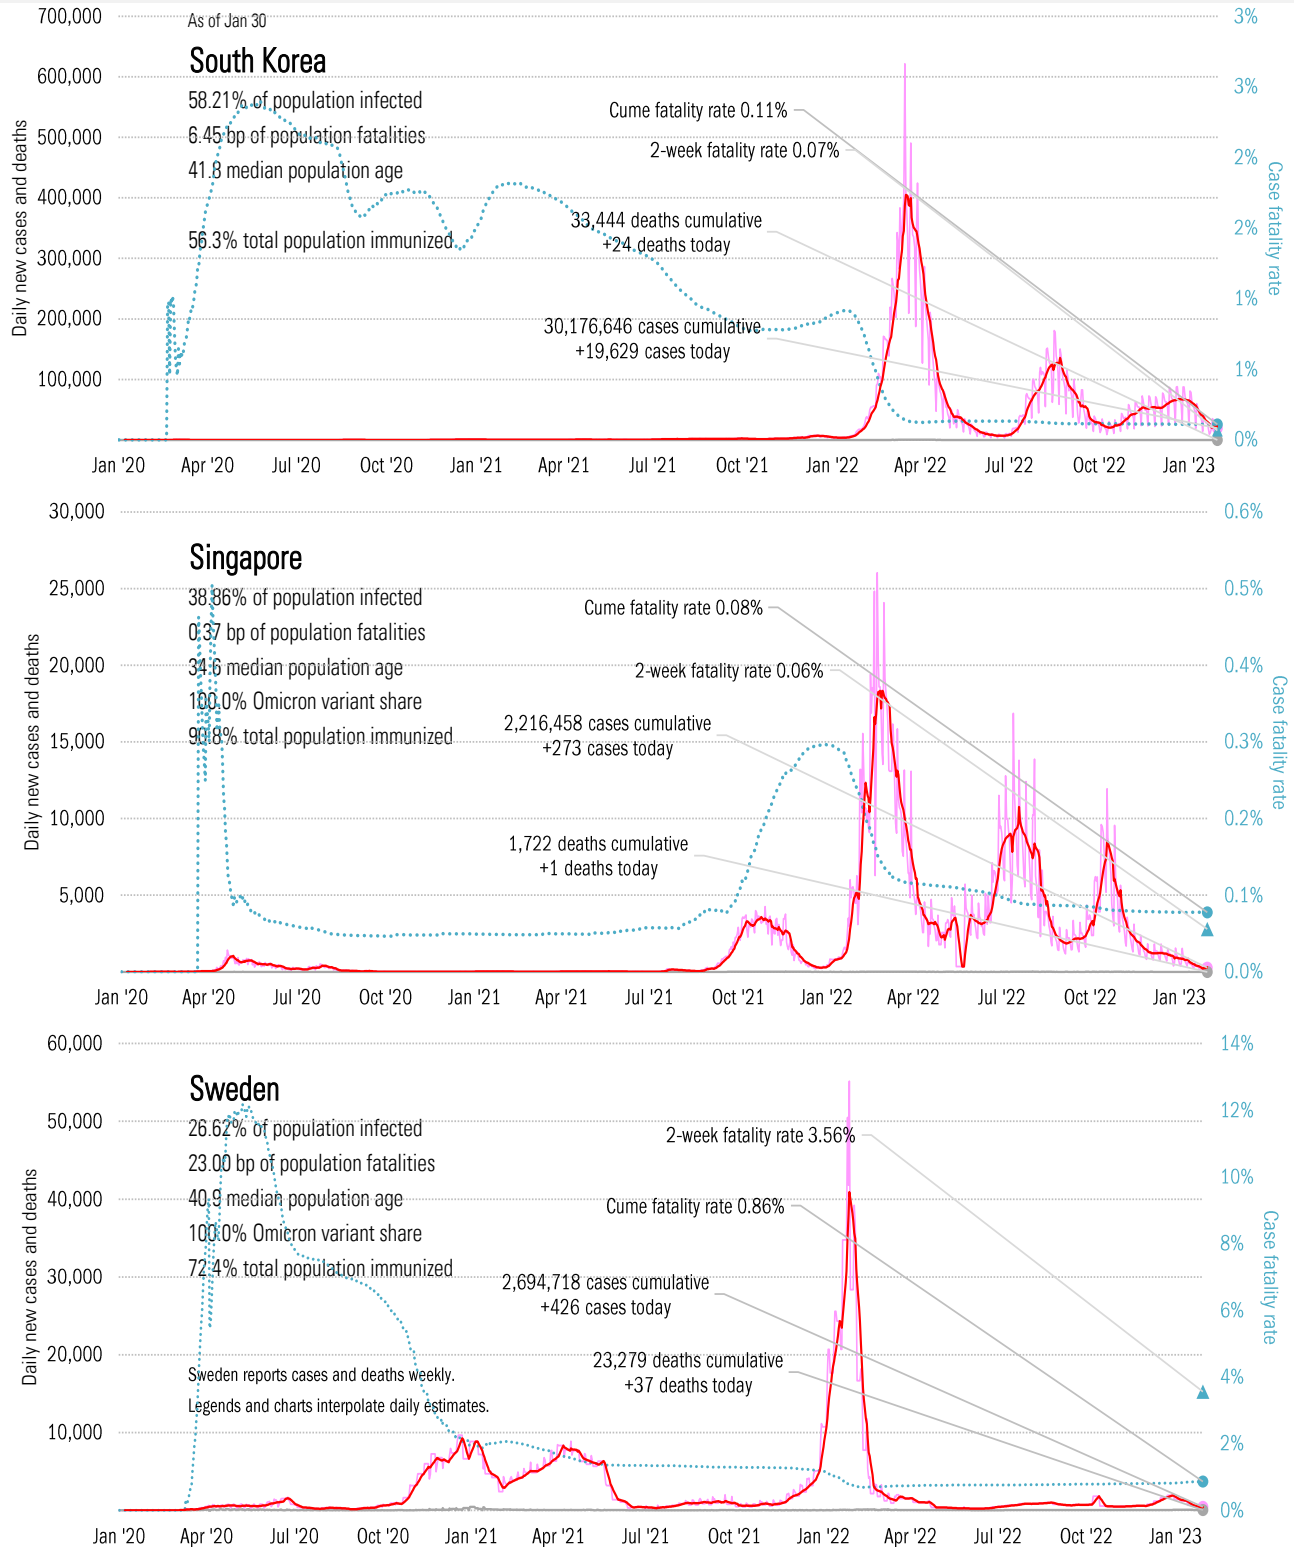 700,000
As of Jan 30
3%
South Korea
600,000
3%
58.21% of population infected
Cume fatality rate 0.11%
500,000
6.45 bp of population fatalities
2-week fatality rate 0.07%
2%
41.8 median population age
400,000
33,444 deaths cumulative
+24 deaths today
2%
56.3% total population immunized
300,000
1%
200,000
30,176,646 cases cumulative
+19,629 cases today
1%
100,000
0%
Daily new cases and deaths
Case fatality rate
Jan '20 Apr '20 Jul '20 Oct '20 Jan '21 Apr '21 Jul '21 Oct '21 Jan '22 Apr '22 Jul '22 Oct '22 Jan '23
30,000
0.6%
Singapore
25,000
0.5%
38.86% of population infected
Cume fatality rate 0.08%
0.37 bp of population fatalities
20,000
34.6 median population age
2-week fatality rate 0.06%
0.4%
100.0% Omicron variant share
2,216,458 cases cumulative
+273 cases today
15,000
total population immunized
0.3%
10,000
0.2%
1,722 deaths cumulative
+1 deaths today
5,000
0.1%
0.0%
Daily new cases and deaths
Case fatality rate
Jan '20 Apr '20 Jul '20 Oct '20 Jan '21 Apr '21 Jul '21 Oct '21 Jan '22 Apr '22 Jul '22 Oct '22 Jan '23
60,000
14%
Sweden
50,000
12%
26.62% of population infected
2-week fatality rate 3.56%
23.00 bp of population fatalities
10%
40,000
40.9 median population age
Cume fatality rate 0.86%
100.0% Omicron variant share
8%
30,000
72.4% total population immunized
2,694,718 cases cumulative
+426 cases today
6%
20,000
23,279 deaths cumulative
+37 deaths today
4%
Sweden reports cases and deaths weekly.
Legends and charts interpolate daily estimates.
10,000
2%
0%
Daily new cases and deaths
Case fatality rate
Jan '20 Apr '20 Jul '20 Oct '20 Jan '21 Apr '21 Jul '21 Oct '21 Jan '22 Apr '22 Jul '22 Oct '22 Jan '23